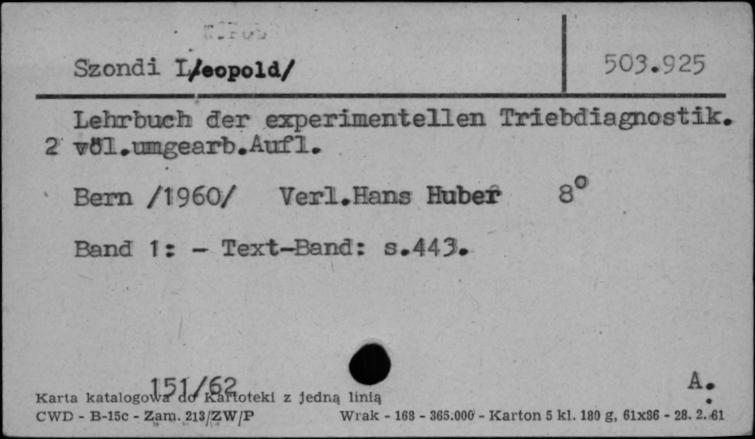 Szondi L/eopold/ 503.925
Lehrbuch der experimentellen Triebdiagnostik.
2 völ.umgearb.Aufl.
Bern /1960/ Verl.Hans Huber 8°
Band 1: - Text-Band: s.443.
151/62
A.
Karta katalogowa do Kartoteki z jedną linią
CWD - B-15c - Zam. 213/ZW/P Wrak - 163 - 365.000 - Karton 5 kl. 180 g, 61x86 - 28. 2. 61